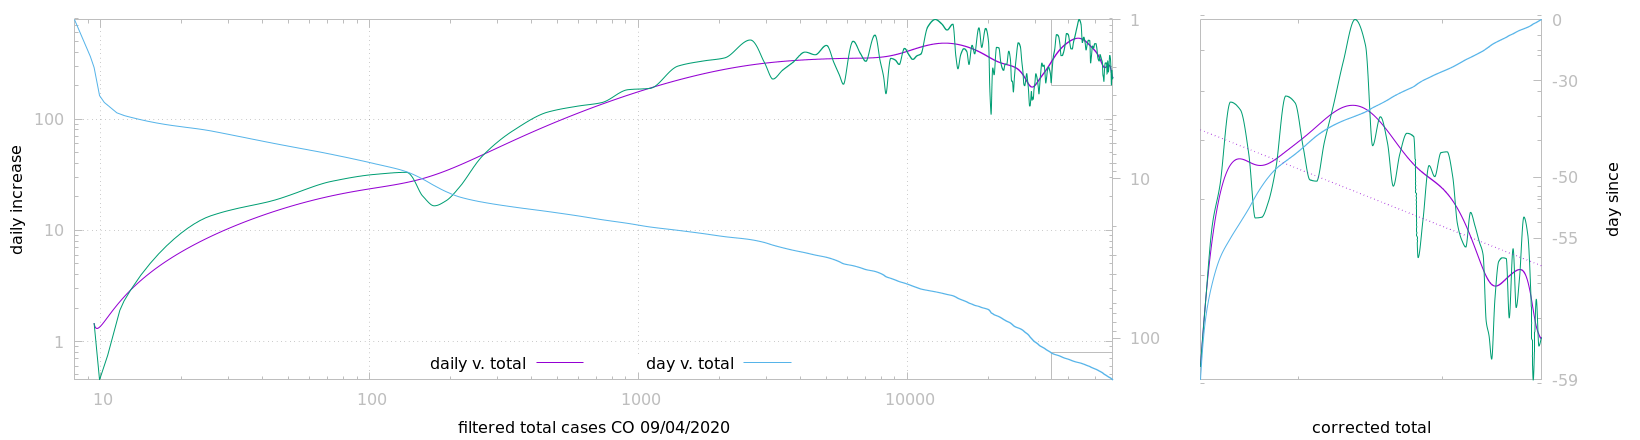 daily increase
100
10
1
10
100
1000
10000
filtered total cases CO 09/04/2020
daily v. total
day v. total
1
10
100
0
-30
-50
-55
-59
day since
corrected total